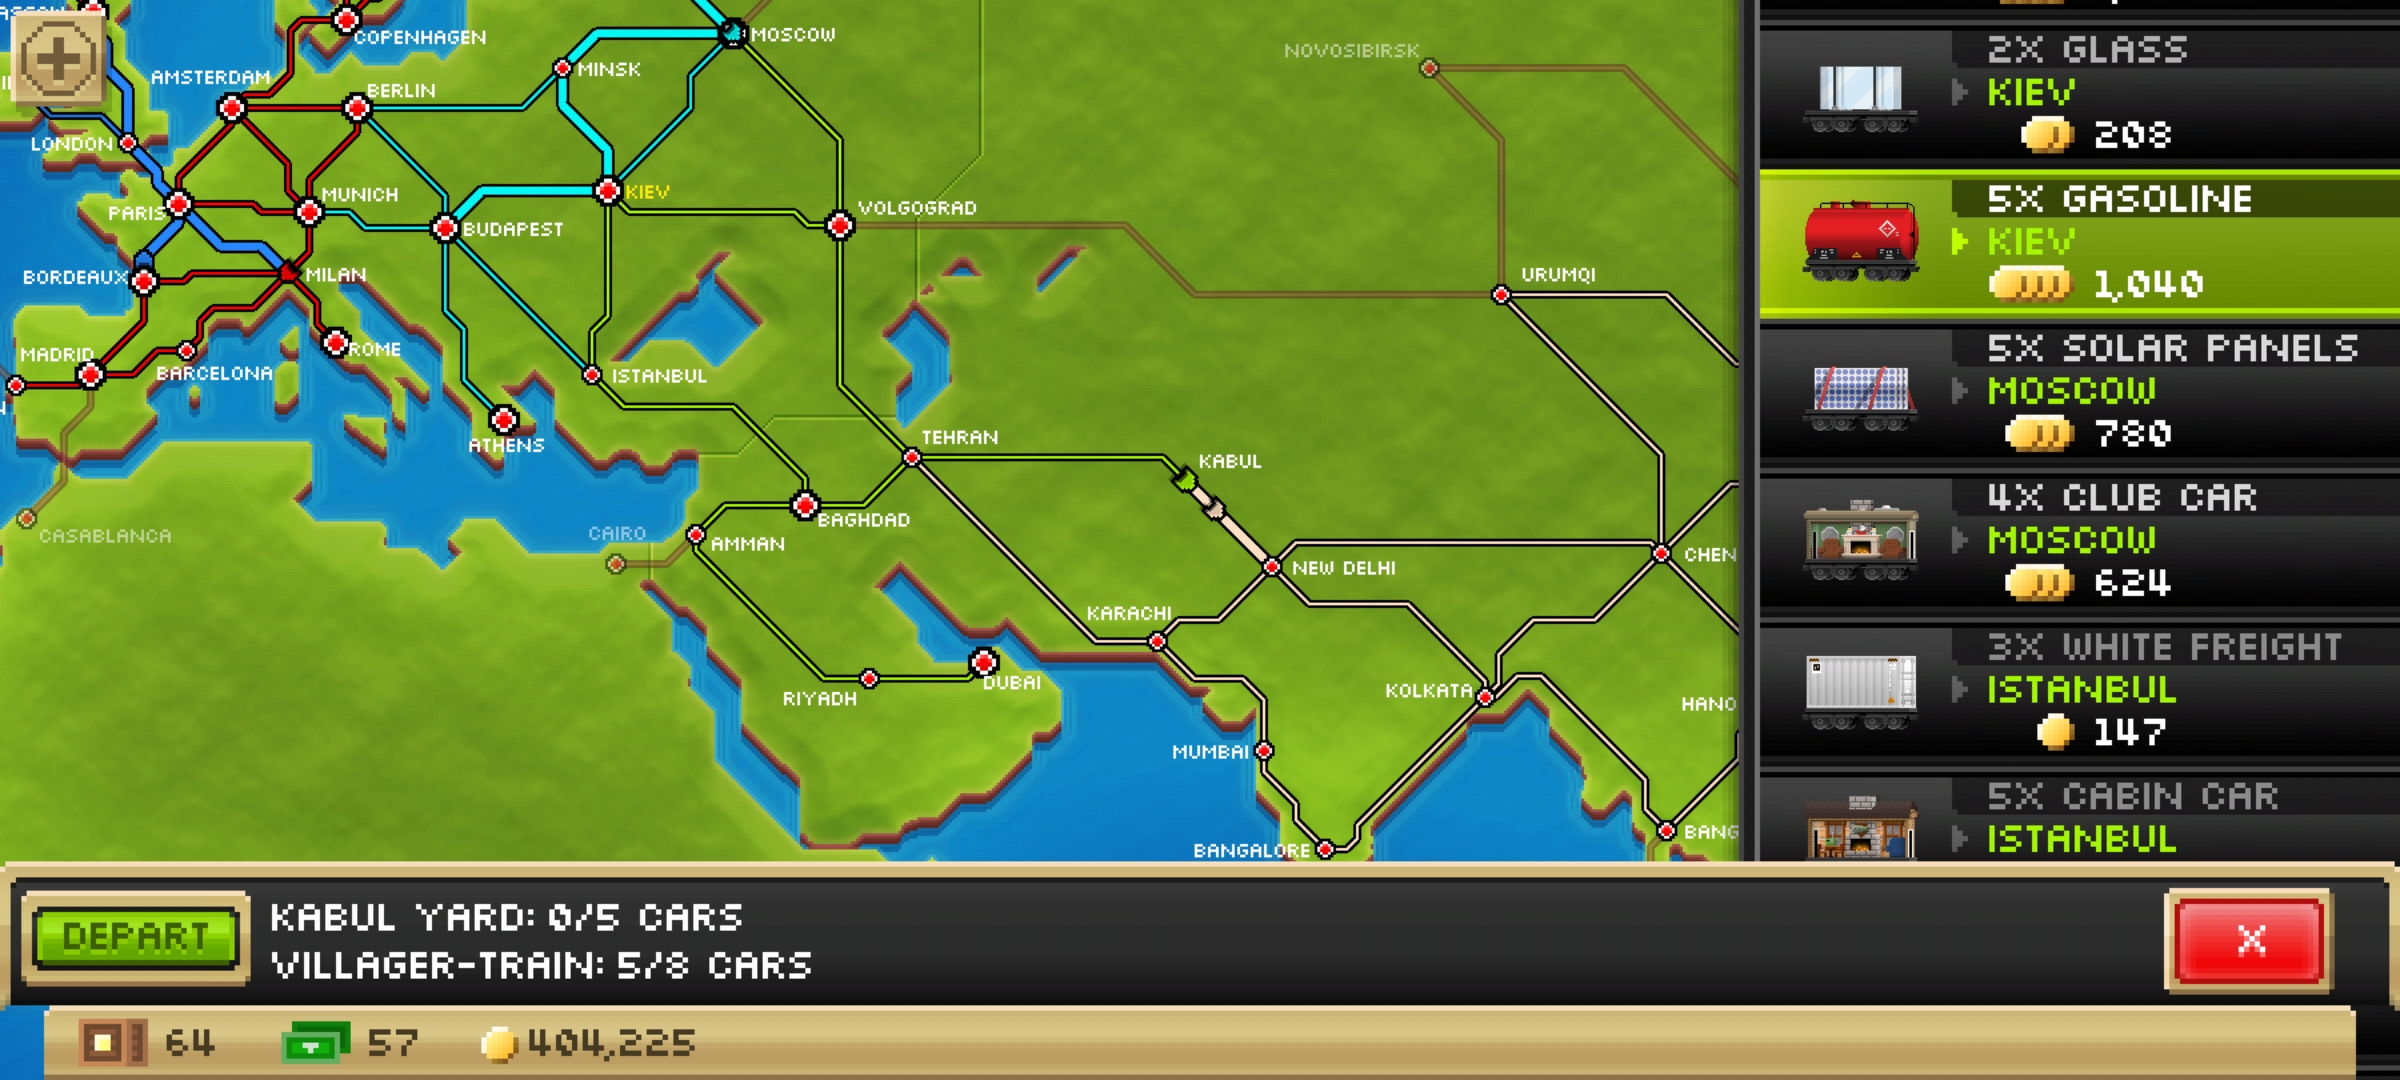 COPENHAGEN
MOSCOW
NOVOSIBIRSK
AMSTERDAM
MINSK
BERLIN
LONDON
MUNICH
KIEV
PARIS
VOLGOGRAD
BUDAPEST
BORDEAUX
MILAN
URUMQI
MADRID
ROME
BARCELONA
ISTANBUL
ATHENS
TEHRAN
KABUL
CASABLANCA
CAIRO
BAGHDAD
AMMAN
NEW DELHI
CHEN
KARACHI
RIYADH
DUBAI
KOLKATA
HANO
MUMBAI
BANGALORE
BANG
2X GLASS
KIEV
208
5X GASOLINE
KIEV
1,040
5X SOLAR PANELS
MOSCOW
780
4X CLUB CAR
MOSCOW
624
3X WHITE FREIGHT
ISTANBUL
147
5X CABIN CAR
ISTANBUL
DEPART
KABUL YARD: 0/5 CARS
VILLAGER-TRAIN: 5/8 CARS
X
64
57
404,225